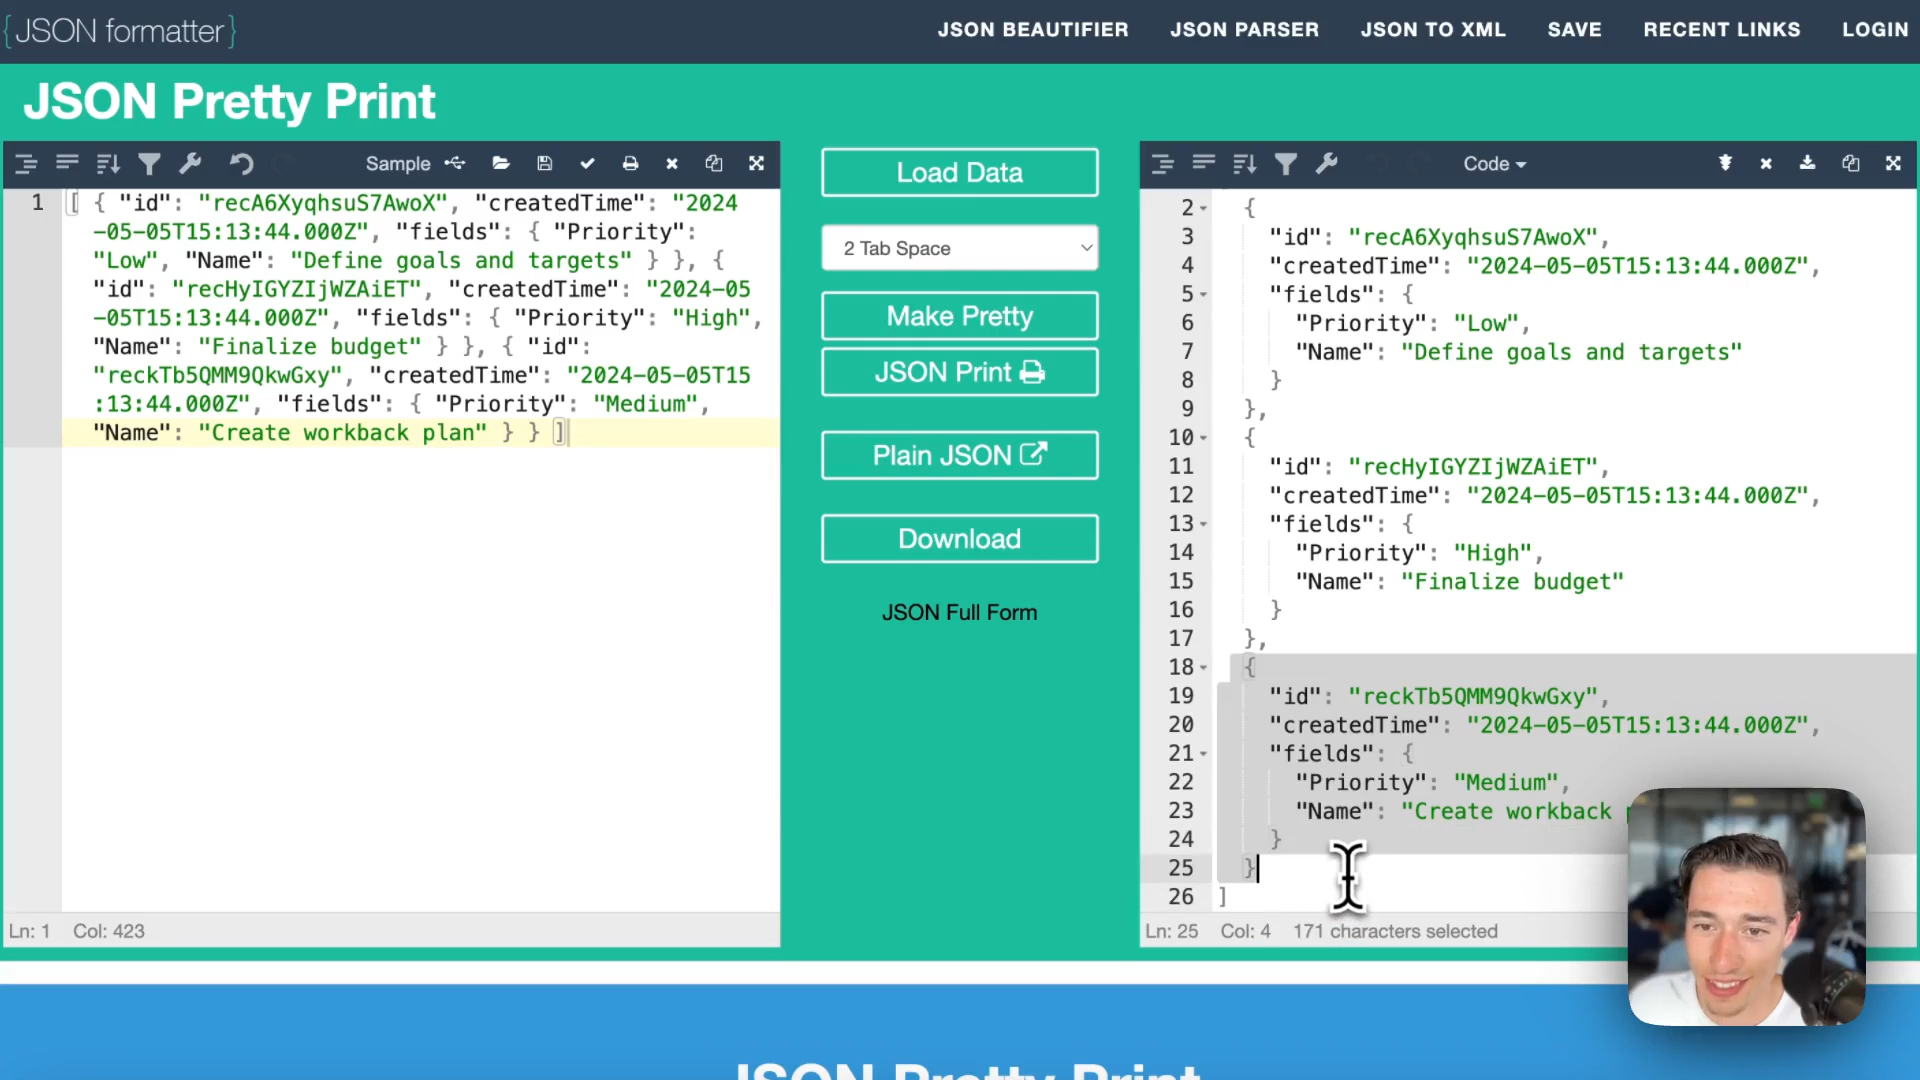 {JSON formatter}
JSON BEAUTIFIER
JSON PARSER
JSON TO XML
SAVE
RECENT LINKS
LOGIN
JSON Pretty Print
Sample
1
[ { "id": "recA6XyqhsuS7AwoX", "createdTime": "2024
-05-05T15:13:44.000Z", "fields": { "Priority":
"Low", "Name": "Define goals and targets" } }, {
"id": "recHyIGYZIjWZAiET", "createdTime": "2024-05
-05T15:13:44.000Z", "fields": { "Priority": "High",
"Name": "Finalize budget" } }, { "id":
"reckTb5QMM9QkwGxy", "createdTime": "2024-05-05T15
:13:44.000Z", "fields": { "Priority": "Medium",
"Name": "Create workback plan" } } ]
Ln: 1 Col: 423
Load Data
2 Tab Space
Make Pretty
JSON Print
Plain JSON
Download
JSON Full Form
Code
2 {
3 "id": "recA6XyqhsuS7AwoX",
4 "createdTime": "2024-05-05T15:13:44.000Z",
5 "fields": {
6 "Priority": "Low",
7 "Name": "Define goals and targets"
8 }
9 },
10 {
11 "id": "recHyIGYZIjWZAiET",
12 "createdTime": "2024-05-05T15:13:44.000Z",
13 "fields": {
14 "Priority": "High",
15 "Name": "Finalize budget"
16 }
17 },
18 {
19 "id": "reckTb5QMM9QkwGxy",
20 "createdTime": "2024-05-05T15:13:44.000Z",
21 "fields": {
22 "Priority": "Medium",
23 "Name": "Create workback
24 }
25 }
26 ]
Ln: 25 Col: 4 171 characters selected
JSON Pretty Print